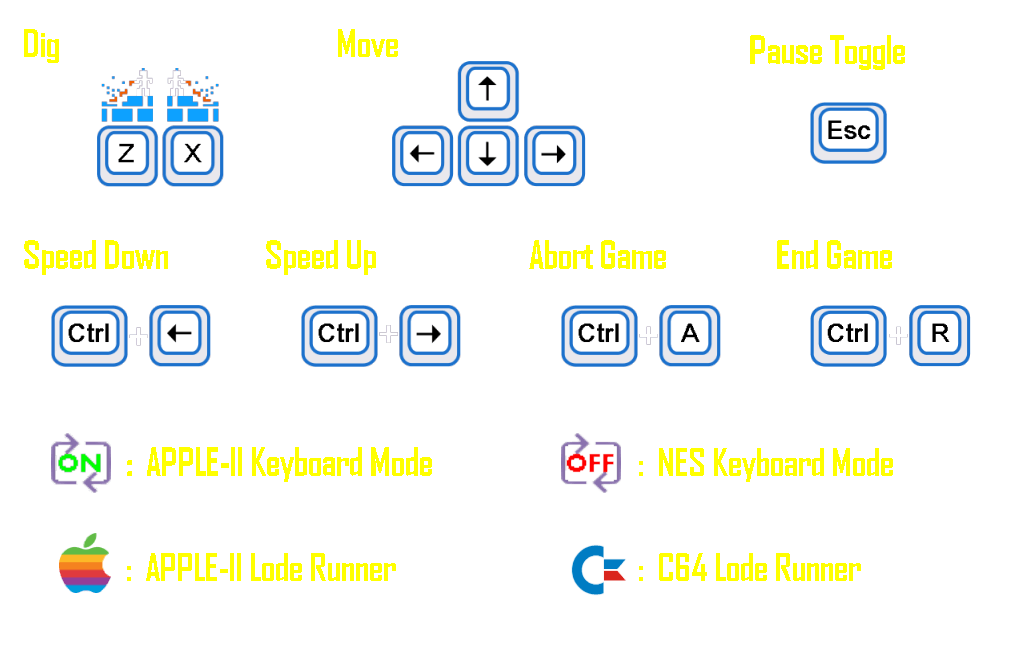 Dig Move Pause Toggle
↑ Esc
Z X ← ↓ →
Speed Down Speed Up Abort Game End Game
Ctrl + ← Ctrl + → Ctrl + A Ctrl + R
ON : APPLE-II Keyboard Mode OFF : NES Keyboard Mode
: APPLE-II Lode Runner : C64 Lode Runner